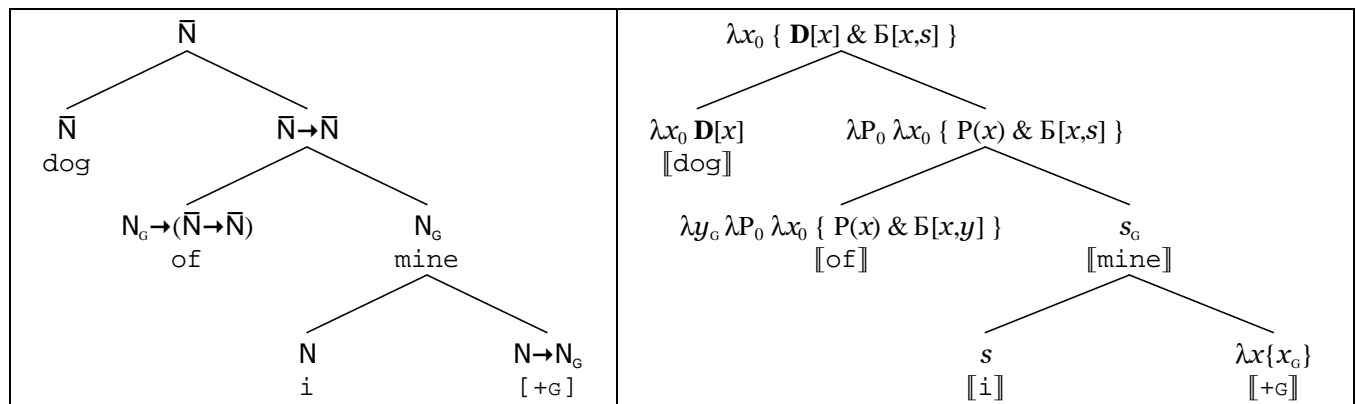 N̅
N̅ N̅→N̅
dog
N_G→(N̅→N̅) N_G
of mine
N N→N_G
i [+G]
λx₀ { D[x] & Б[x,s] }
λx₀ D[x] λP₀ λx₀ { P(x) & Б[x,s] }
⟦dog⟧
λy_G λP₀ λx₀ { P(x) & Б[x,y] } s_G
⟦of⟧ ⟦mine⟧
s λx{x_G}
⟦i⟧ ⟦+G⟧